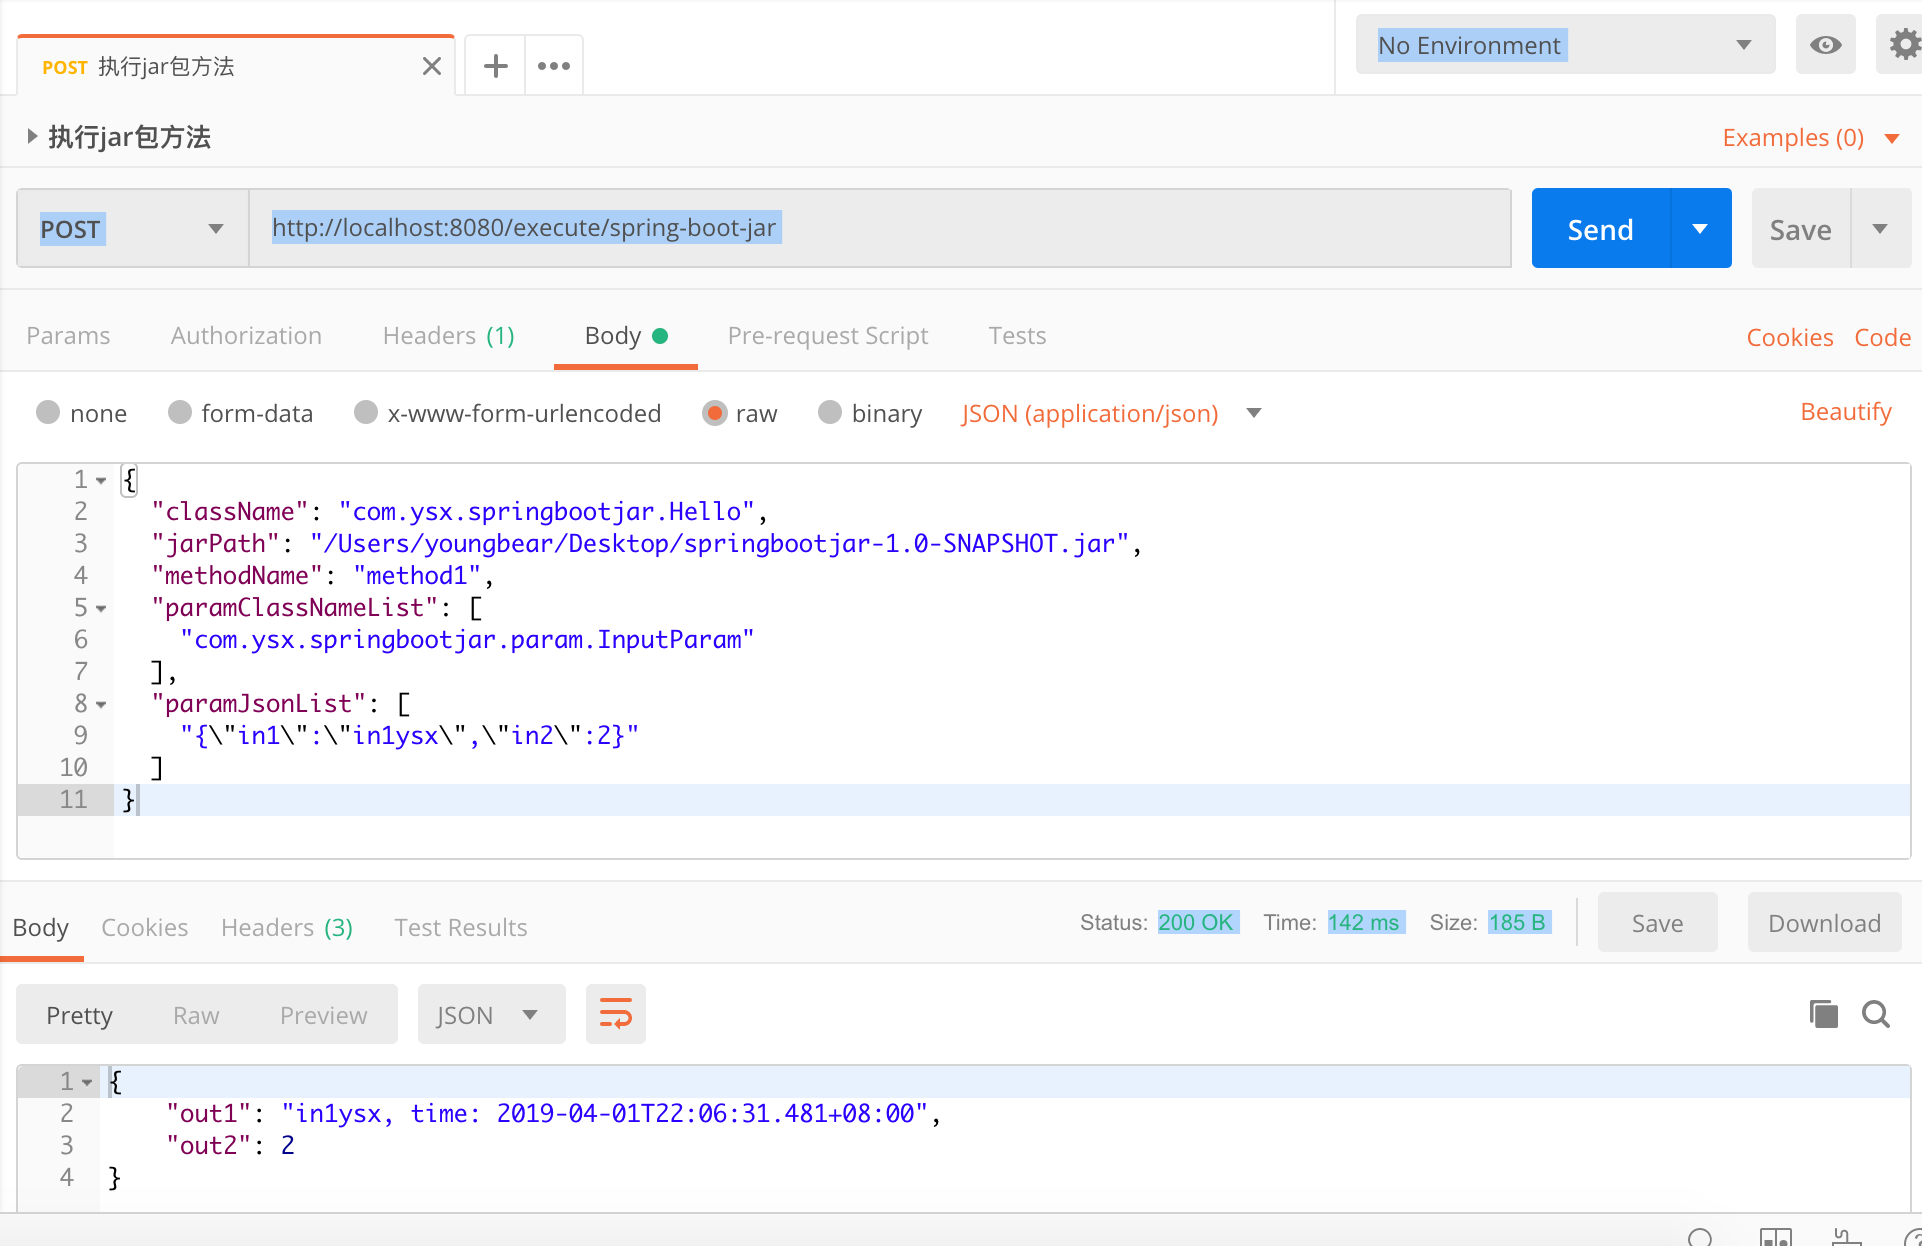 POST 执行jar包方法
No Environment
执行jar包方法
Examples (0)
POST http://localhost:8080/execute/spring-boot-jar Send Save
Params Authorization Headers (1) Body Pre-request Script Tests Cookies Code
none form-data x-www-form-urlencoded raw binary JSON (application/json) Beautify
1 {
2 "className": "com.ysx.springbootjar.Hello",
3 "jarPath": "/Users/youngbear/Desktop/springbootjar-1.0-SNAPSHOT.jar",
4 "methodName": "method1",
5 "paramClassNameList": [
6 "com.ysx.springbootjar.param.InputParam"
7 ],
8 "paramJsonList": [
9 "{\"in1\":\"in1ysx\",\"in2\":2}"
10 ]
11 }
Body Cookies Headers (3) Test Results Status: 200 OK Time: 142 ms Size: 185 B Save Download
Pretty Raw Preview JSON
1 {
2 "out1": "in1ysx, time: 2019-04-01T22:06:31.481+08:00",
3 "out2": 2
4 }